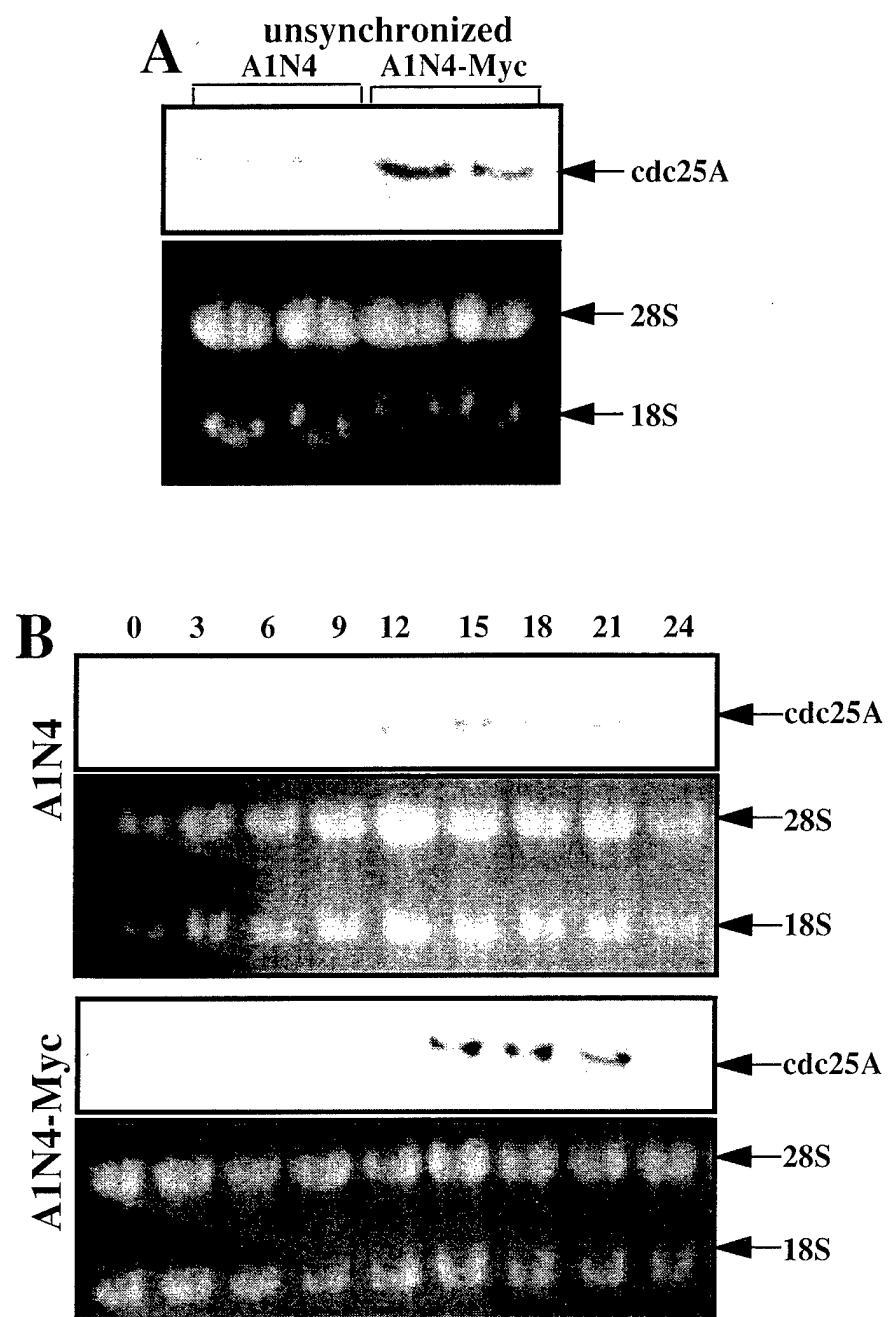 A
unsynchronized
A1N4 A1N4-Myc
cdc25A
28S
18S
B
0 3 6 9 12 15 18 21 24
A1N4
cdc25A
28S
18S
A1N4-Myc
cdc25A
28S
18S